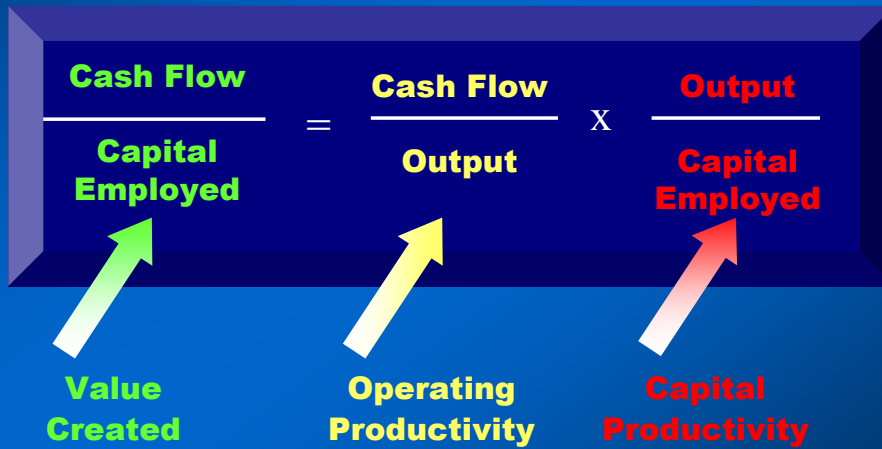 Cash Flow
Capital
Employed
=
Cash Flow
Output
x
Output
Capital
Employed
Value
Created
Operating
Productivity
Capital
Productivity